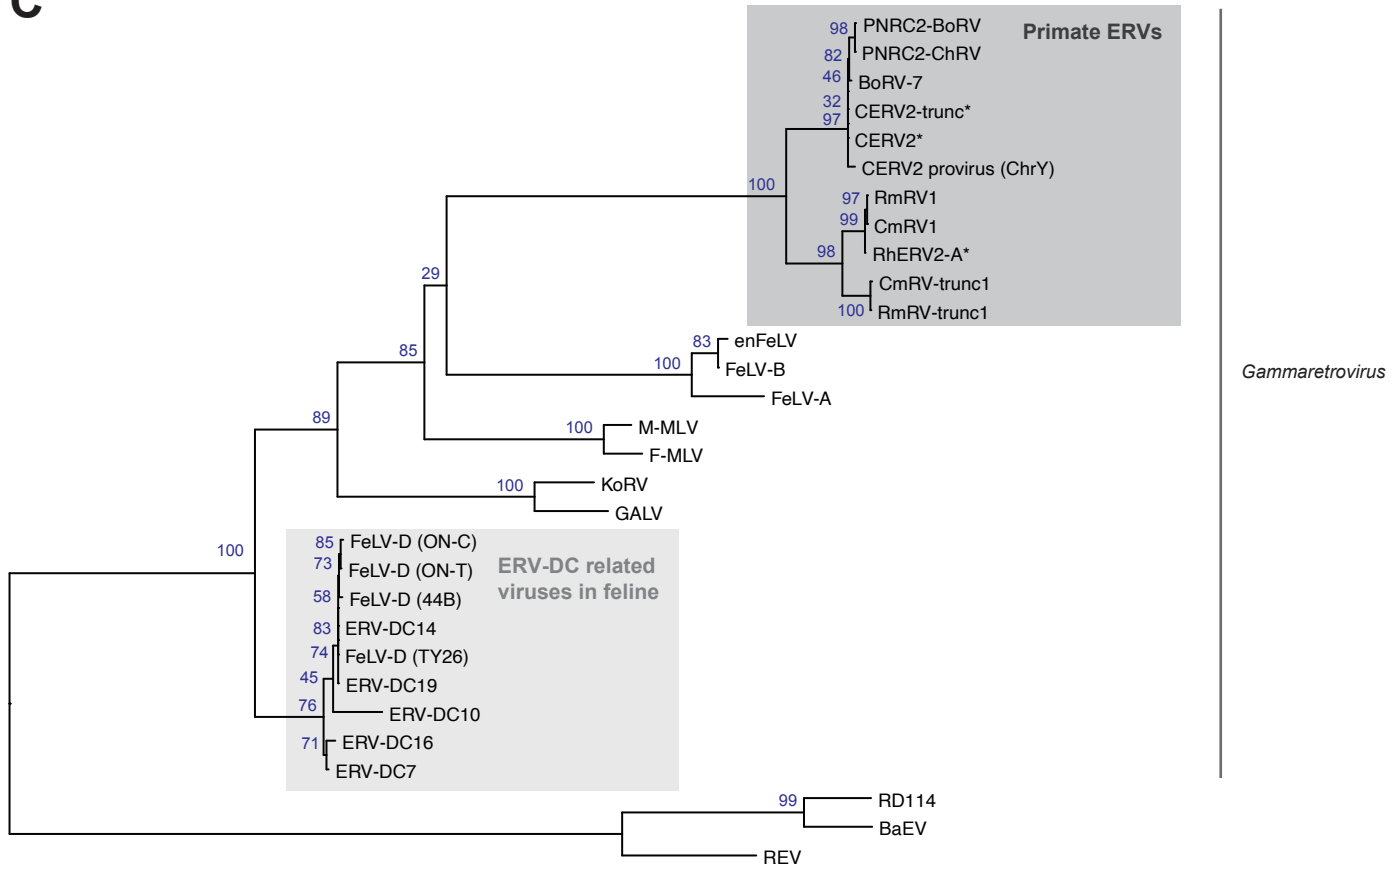 C
98
PNRC2-BoRV
Primate ERVs
PNRC2-ChRV
82
46
BoRV-7
32
CERV2-trunc*
97
CERV2*
CERV2 provirus (ChrY)
100
97
RmRV1
99
CmRV1
98
RhERV2-A*
CmRV-trunc1
100
RmRV-trunc1
29
83
enFeLV
85
100
FeLV-B
Gammaretrovirus
FeLV-A
89
100
M-MLV
F-MLV
100
KoRV
GALV
100
85
FeLV-D (ON-C)
73
FeLV-D (ON-T)
ERV-DC related
viruses in feline
58
FeLV-D (44B)
83
ERV-DC14
74
FeLV-D (TY26)
45
ERV-DC19
76
ERV-DC10
71
ERV-DC16
ERV-DC7
99
RD114
BaEV
REV